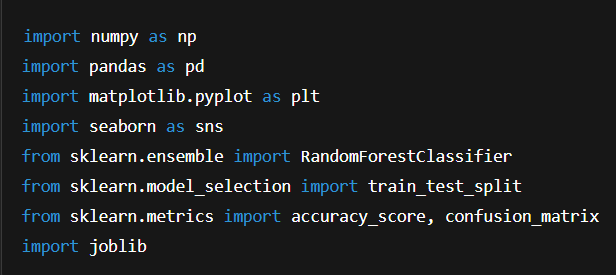 import numpy as np
import pandas as pd
import matplotlib.pyplot as plt
import seaborn as sns
from sklearn.ensemble import RandomForestClassifier
from sklearn.model_selection import train_test_split
from sklearn.metrics import accuracy_score, confusion_matrix
import joblib